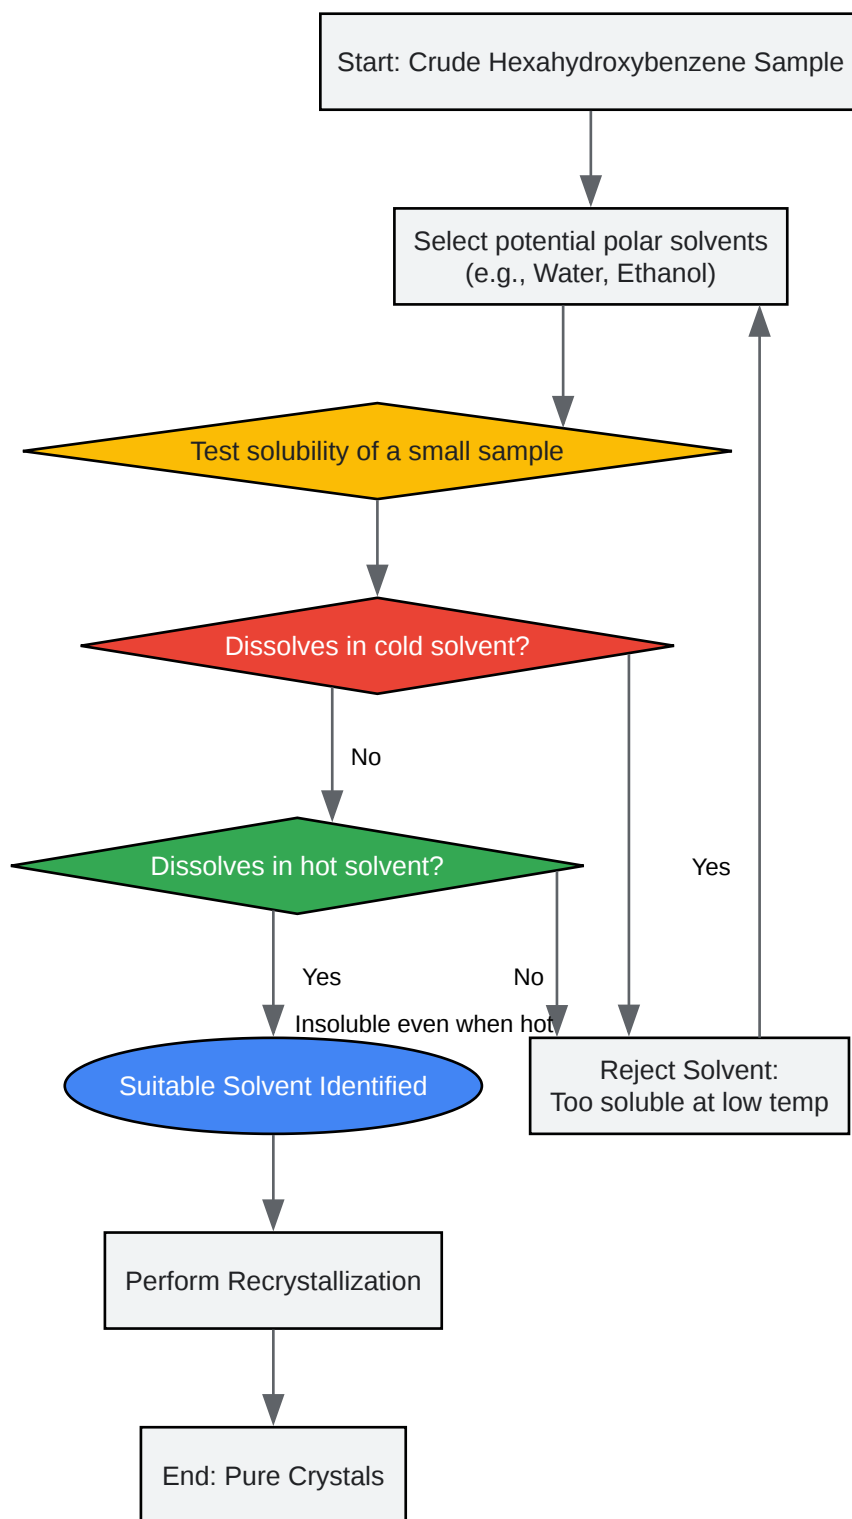 Start: Crude Hexahydroxybenzene Sample
Select potential polar solvents
(e.g., Water, Ethanol)
Test solubility of a small sample
Dissolves in cold solvent?
No
Dissolves in hot solvent?
Yes
Yes
No
Insoluble even when hot
Suitable Solvent Identified
Reject Solvent:
Too soluble at low temp
Perform Recrystallization
End: Pure Crystals